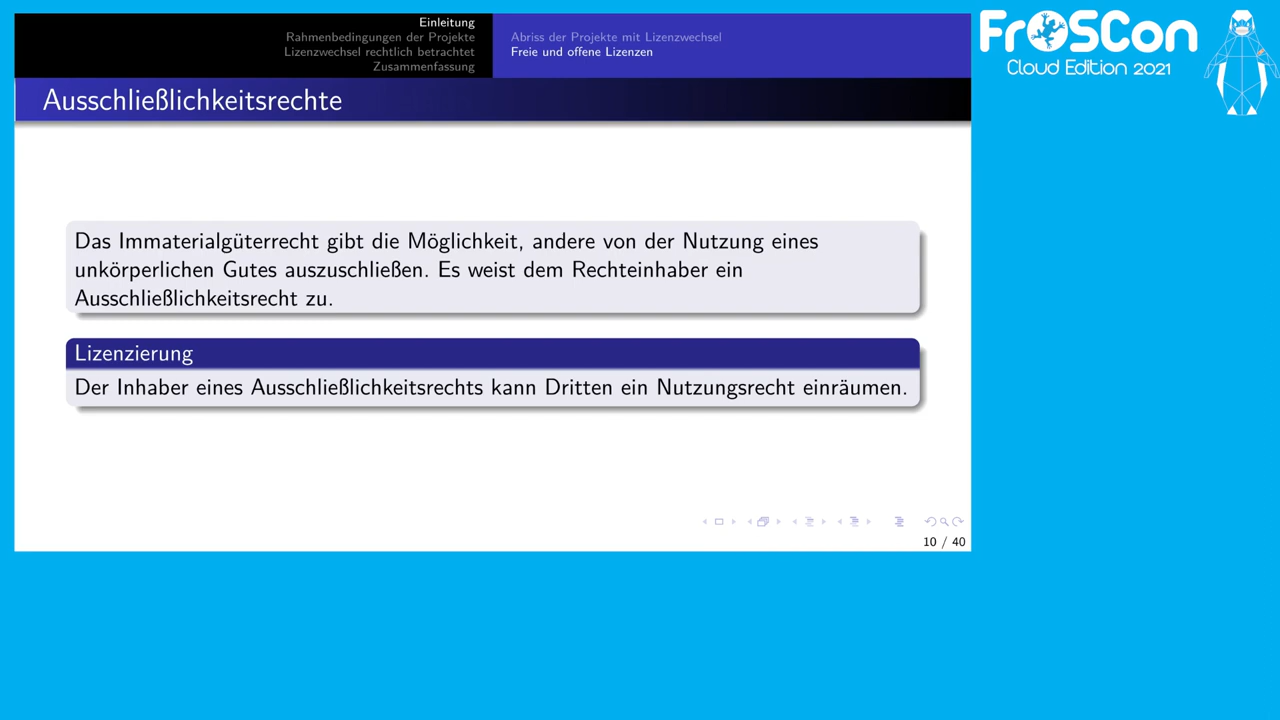 Einleitung
Rahmenbedingungen der Projekte
Lizenzwechsel rechtlich betrachtet
Zusammenfassung
Abriss der Projekte mit Lizenzwechsel
Freie und offene Lizenzen
FrOSCon
Cloud Edition 2021
Ausschließlichkeitsrechte
Das Immaterialgüterrecht gibt die Möglichkeit, andere von der Nutzung eines
unkörperlichen Gutes auszuschließen. Es weist dem Rechteinhaber ein
Ausschließlichkeitsrecht zu.
Lizenzierung
Der Inhaber eines Ausschließlichkeitsrechts kann Dritten ein Nutzungsrecht einräumen.
10 / 40